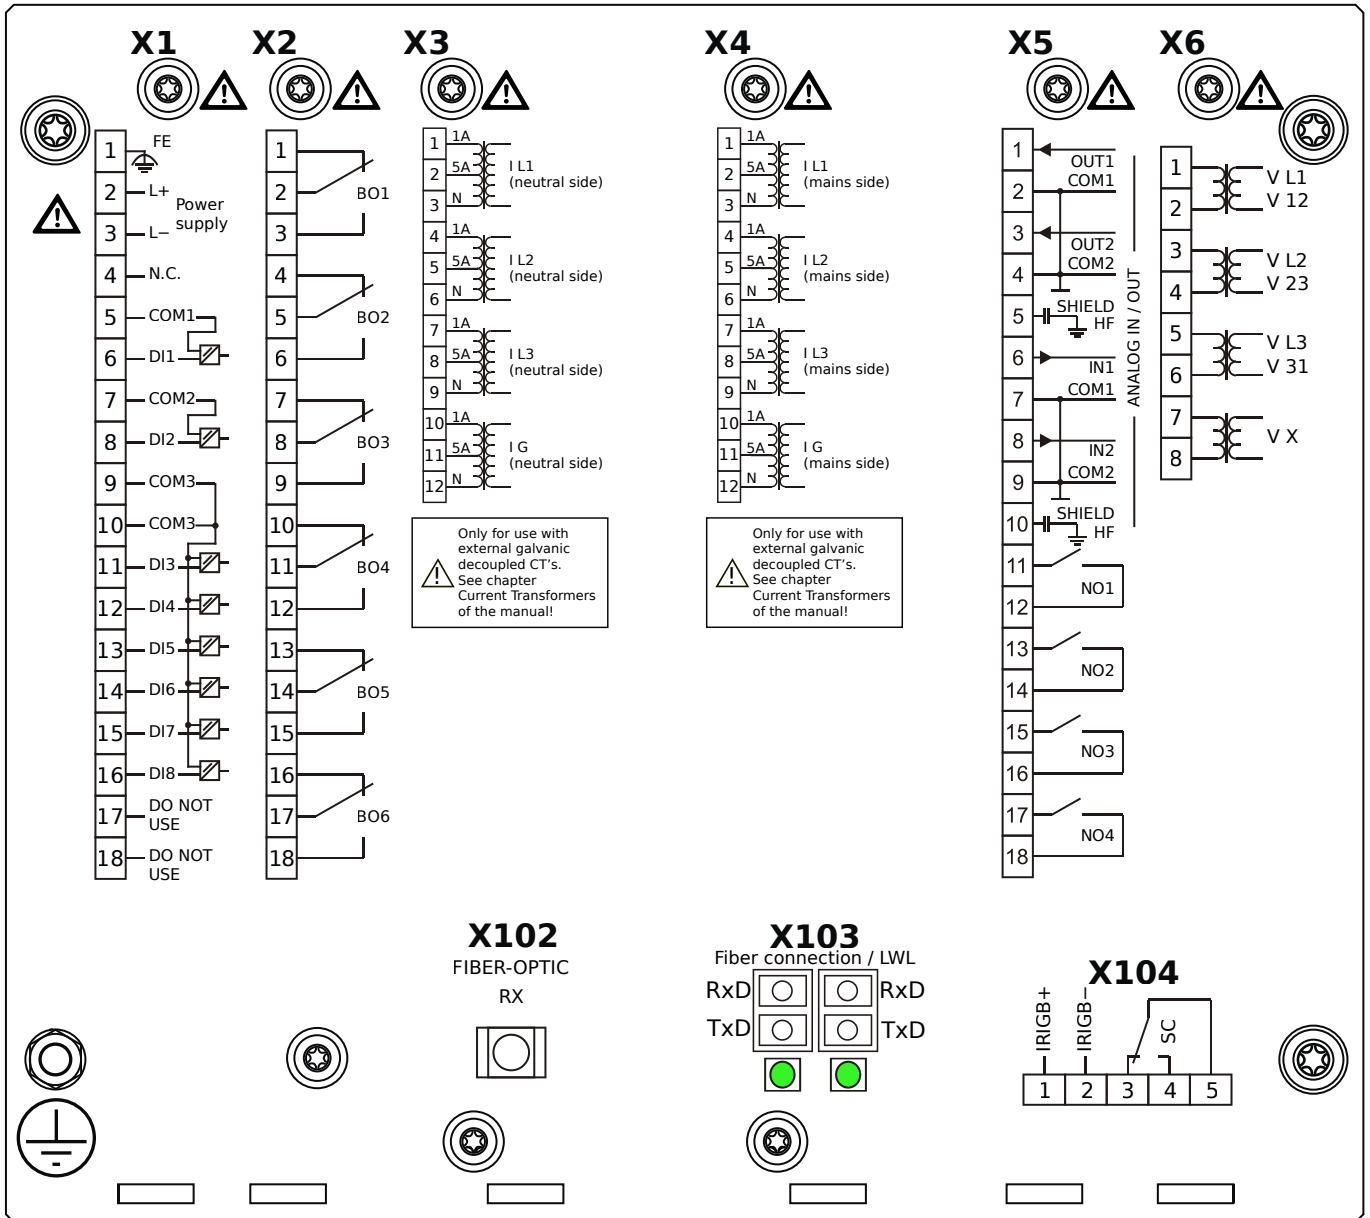 X1
X2
X3
X4
X5
X6
1
FE
2
L+
Power
supply
3
L−
4
N.C.
5
COM1
6
DI1
7
COM2
8
DI2
9
COM3
10
COM3
11
DI3
12
DI4
13
DI5
14
DI6
15
DI7
16
DI8
17
DO NOT
USE
18
DO NOT
USE
1
2
BO1
3
4
5
BO2
6
7
8
BO3
9
10
11
BO4
12
13
14
BO5
15
16
17
BO6
18
1
1A
2
5A
I L1
(neutral side)
3
N
4
1A
5
5A
I L2
(neutral side)
6
N
7
1A
8
5A
I L3
(neutral side)
9
N
10
1A
11
5A
I G
(neutral side)
12
N
Only for use with
external galvanic
decoupled CT's.
See chapter
Current Transformers
of the manual!
1
1A
2
5A
I L1
(mains side)
3
N
4
1A
5
5A
I L2
(mains side)
6
N
7
1A
8
5A
I L3
(mains side)
9
N
10
1A
11
5A
I G
(mains side)
12
N
Only for use with
external galvanic
decoupled CT's.
See chapter
Current Transformers
of the manual!
1
OUT1
2
COM1
3
OUT2
4
COM2
5
SHIELD
HF
6
IN1
7
COM1
8
IN2
9
COM2
10
SHIELD
HF
ANALOG IN / OUT
11
NO1
12
13
NO2
14
15
NO3
16
17
NO4
18
1
V L1
2
V 12
3
V L2
4
V 23
5
V L3
6
V 31
7
V X
8
X102
FIBER-OPTIC
RX
X103
Fiber connection / LWL
RxD
RxD
TxD
TxD
X104
IRIGB+
IRIGB−
SC
1
2
3
4
5